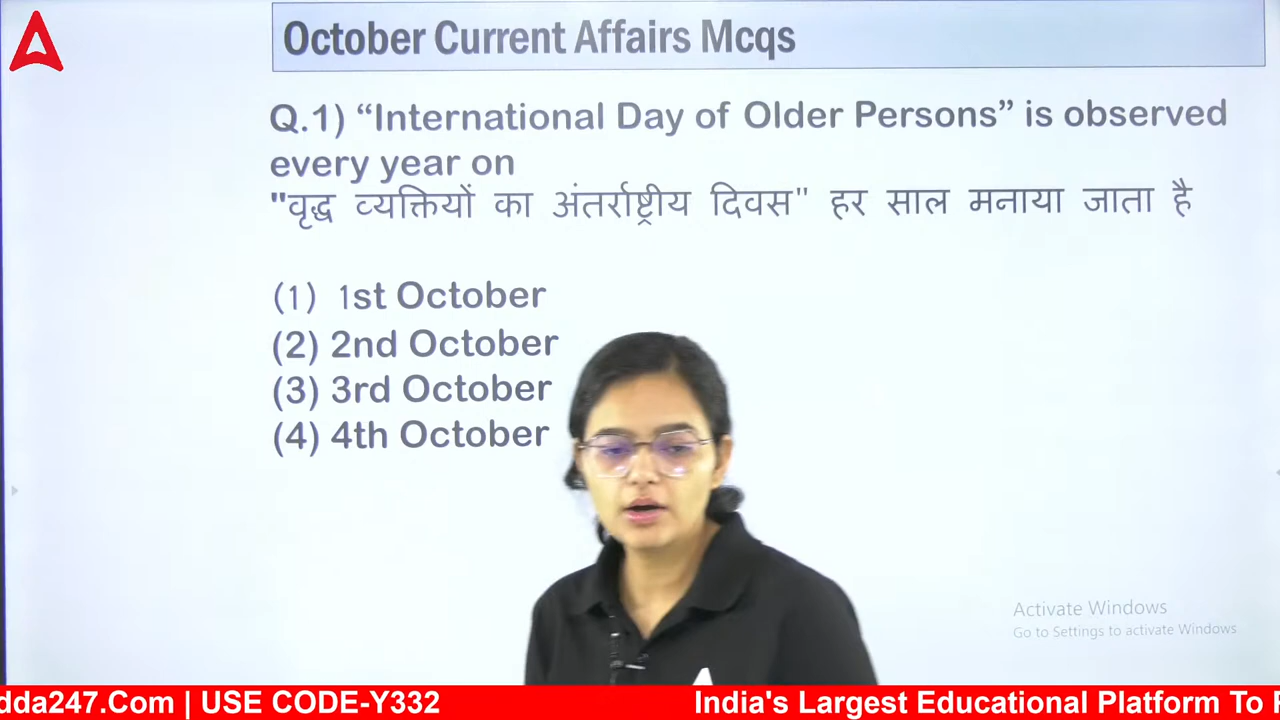 October Current Affairs Mcqs
Q.1) “International Day of Older Persons” is observed
every year on
"वृद्ध व्यक्तियों का अंतर्राष्ट्रीय दिवस" हर साल मनाया जाता है
(1) 1st October
(2) 2nd October
(3) 3rd October
(4) 4th October
Activate Windows
Go to Settings to activate Windows
dda247.Com | USE CODE-Y332
India's Largest Educational Platform To